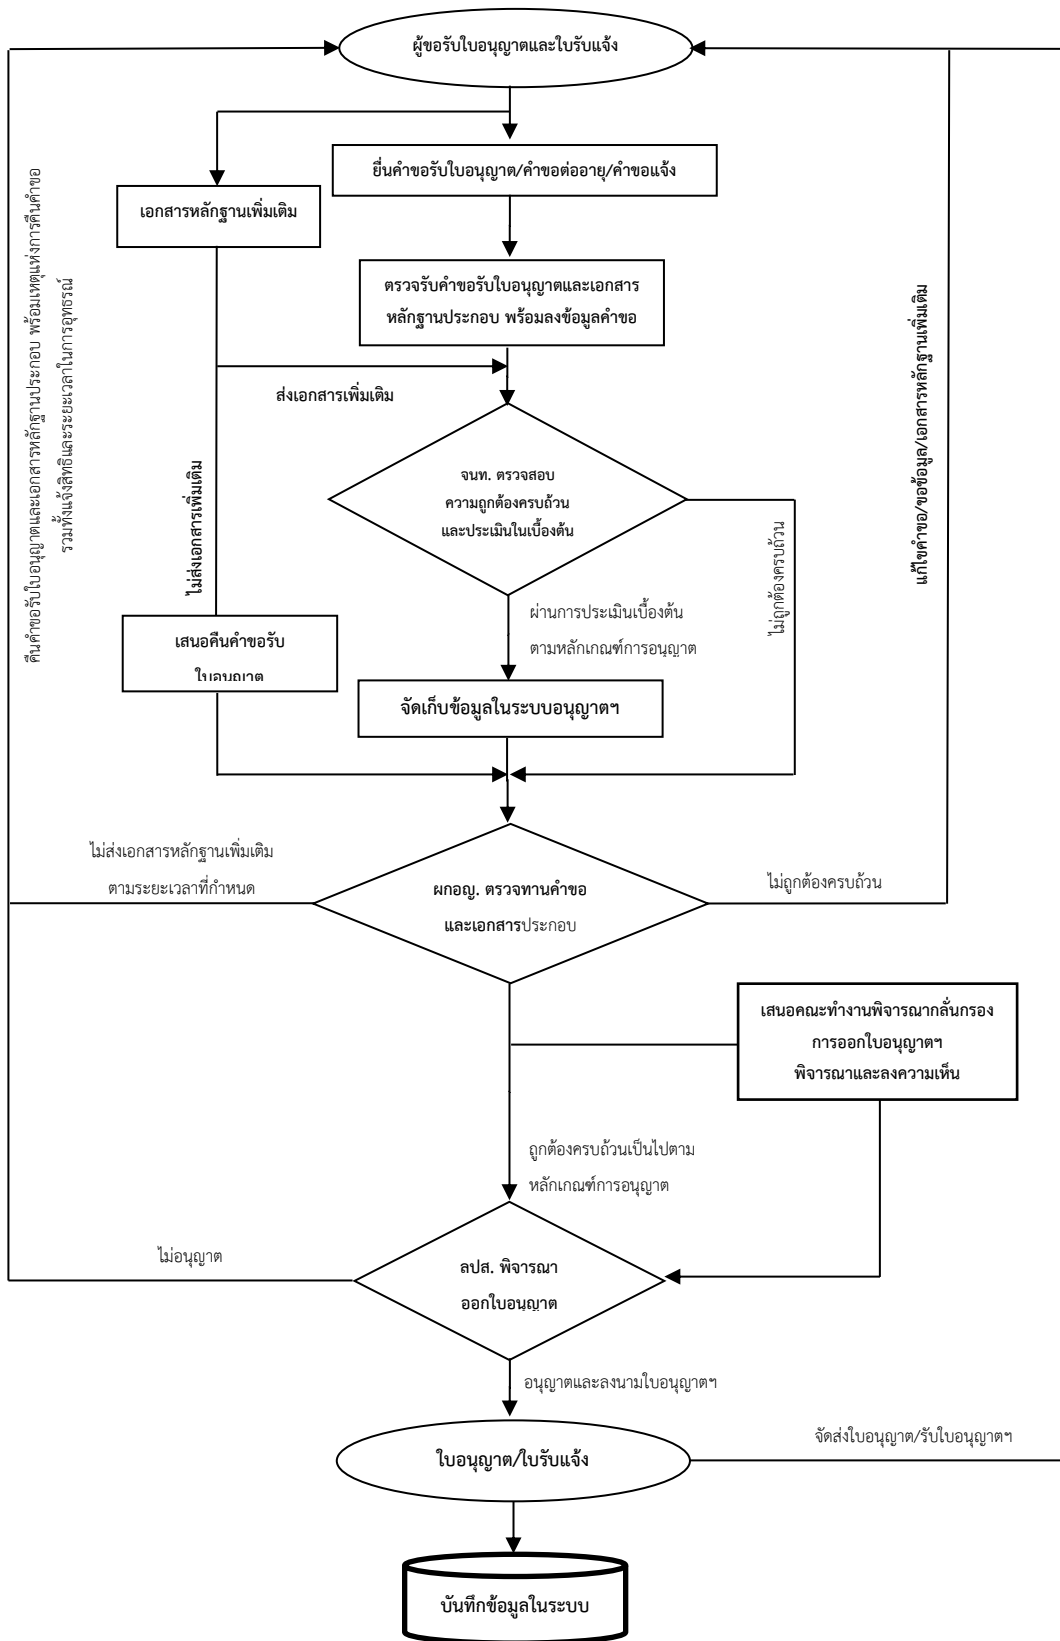 ผู้ขอรับใบอนุญาตและใบรับแจ้ง
ยื่นคำขอรับใบอนุญาต/คำขอต่ออายุ/คำขอแจ้ง
เอกสารหลักฐานเพิ่มเติม
ตรวจรับคำขอรับใบอนุญาตและเอกสาร
หลักฐานประกอบ พร้อมลงข้อมูลคำขอ
ส่งเอกสารเพิ่มเติม
คืนคำขอรับใบอนุญาตและเอกสารหลักฐานประกอบ พร้อมเหตุแห่งการคืนคำขอ
รวมทั้งแจ้งสิทธิและระยะเวลาในการอุทธรณ์
ไม่ส่งเอกสารเพิ่มเติม
จนท. ตรวจสอบ
ความถูกต้องครบถ้วน
และประเมินในเบื้องต้น
ไม่ถูกต้องครบถ้วน
แก้ไขคำขอ/ขอข้อมูล/เอกสารหลักฐานเพิ่มเติม
ผ่านการประเมินเบื้องต้น
ตามหลักเกณฑ์การอนุญาต
เสนอคืนคำขอรับ
ใบอนุญาต
จัดเก็บข้อมูลในระบบอนุญาตฯ
ไม่ส่งเอกสารหลักฐานเพิ่มเติม
ตามระยะเวลาที่กำหนด
ผกอญ. ตรวจทานคำขอ
และเอกสารประกอบ
ไม่ถูกต้องครบถ้วน
เสนอคณะทำงานพิจารณากลั่นกรอง
การออกใบอนุญาตฯ
พิจารณาและลงความเห็น
ถูกต้องครบถ้วนเป็นไปตาม
หลักเกณฑ์การอนุญาต
ไม่อนุญาต
ลปส. พิจารณา
ออกใบอนุญาต
อนุญาตและลงนามใบอนุญาตฯ
จัดส่งใบอนุญาต/รับใบอนุญาตฯ
ใบอนุญาต/ใบรับแจ้ง
บันทึกข้อมูลในระบบ